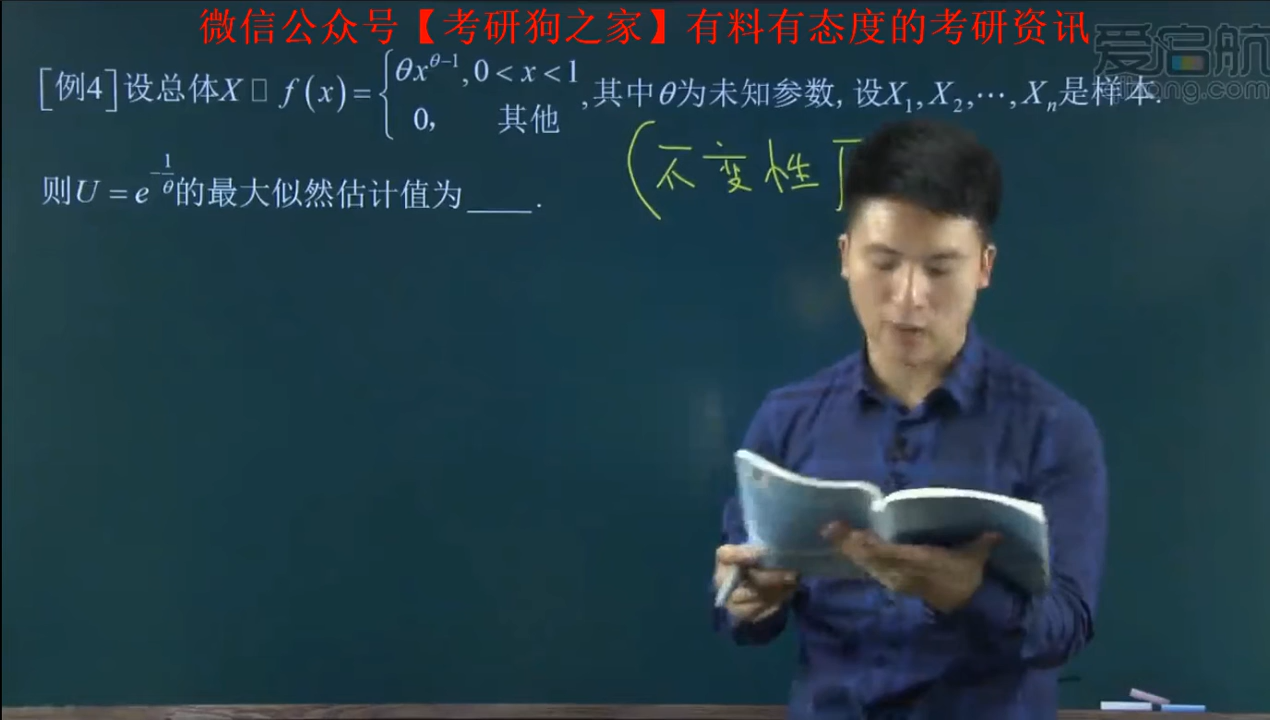 微信公众号【考研狗之家】有料有态度的考研资讯
爱启航
[例4]设总体X □ f(x)={θx^{θ-1}, 0<x<1
0, 其他
,其中θ为未知参数, 设X₁, X₂, ⋯, Xₙ是样本.
(不变性
则U = e^{-1/θ}的最大似然估计值为____.